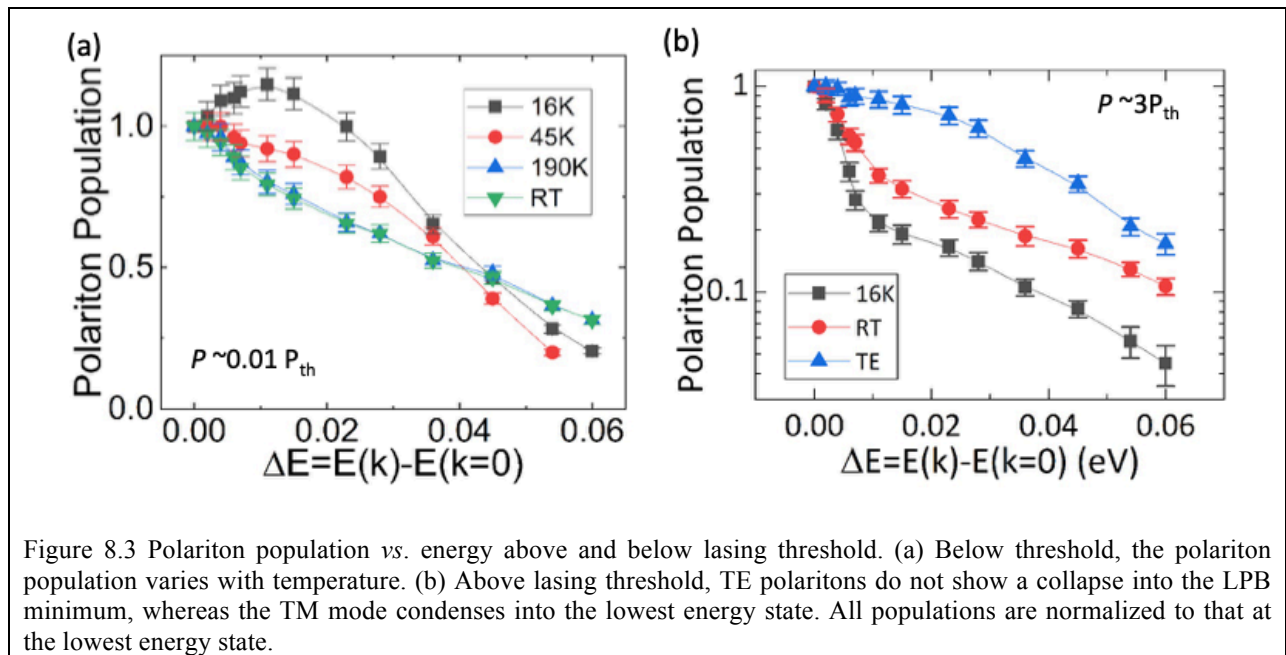 (a)
Polariton Population
1.0
0.5
0.0
16K
45K
190K
RT
P ~0.01 Pth
0.00 0.02 0.04 0.06
ΔE=E(k)-E(k=0)
(b)
Polariton Population
1
0.1
P ~3Pth
16K
RT
TE
0.00 0.02 0.04 0.06
ΔE=E(k)-E(k=0) (eV)
Figure 8.3 Polariton population vs. energy above and below lasing threshold. (a) Below threshold, the polariton
population varies with temperature. (b) Above lasing threshold, TE polaritons do not show a collapse into the LPB
minimum, whereas the TM mode condenses into the lowest energy state. All populations are normalized to that at
the lowest energy state.